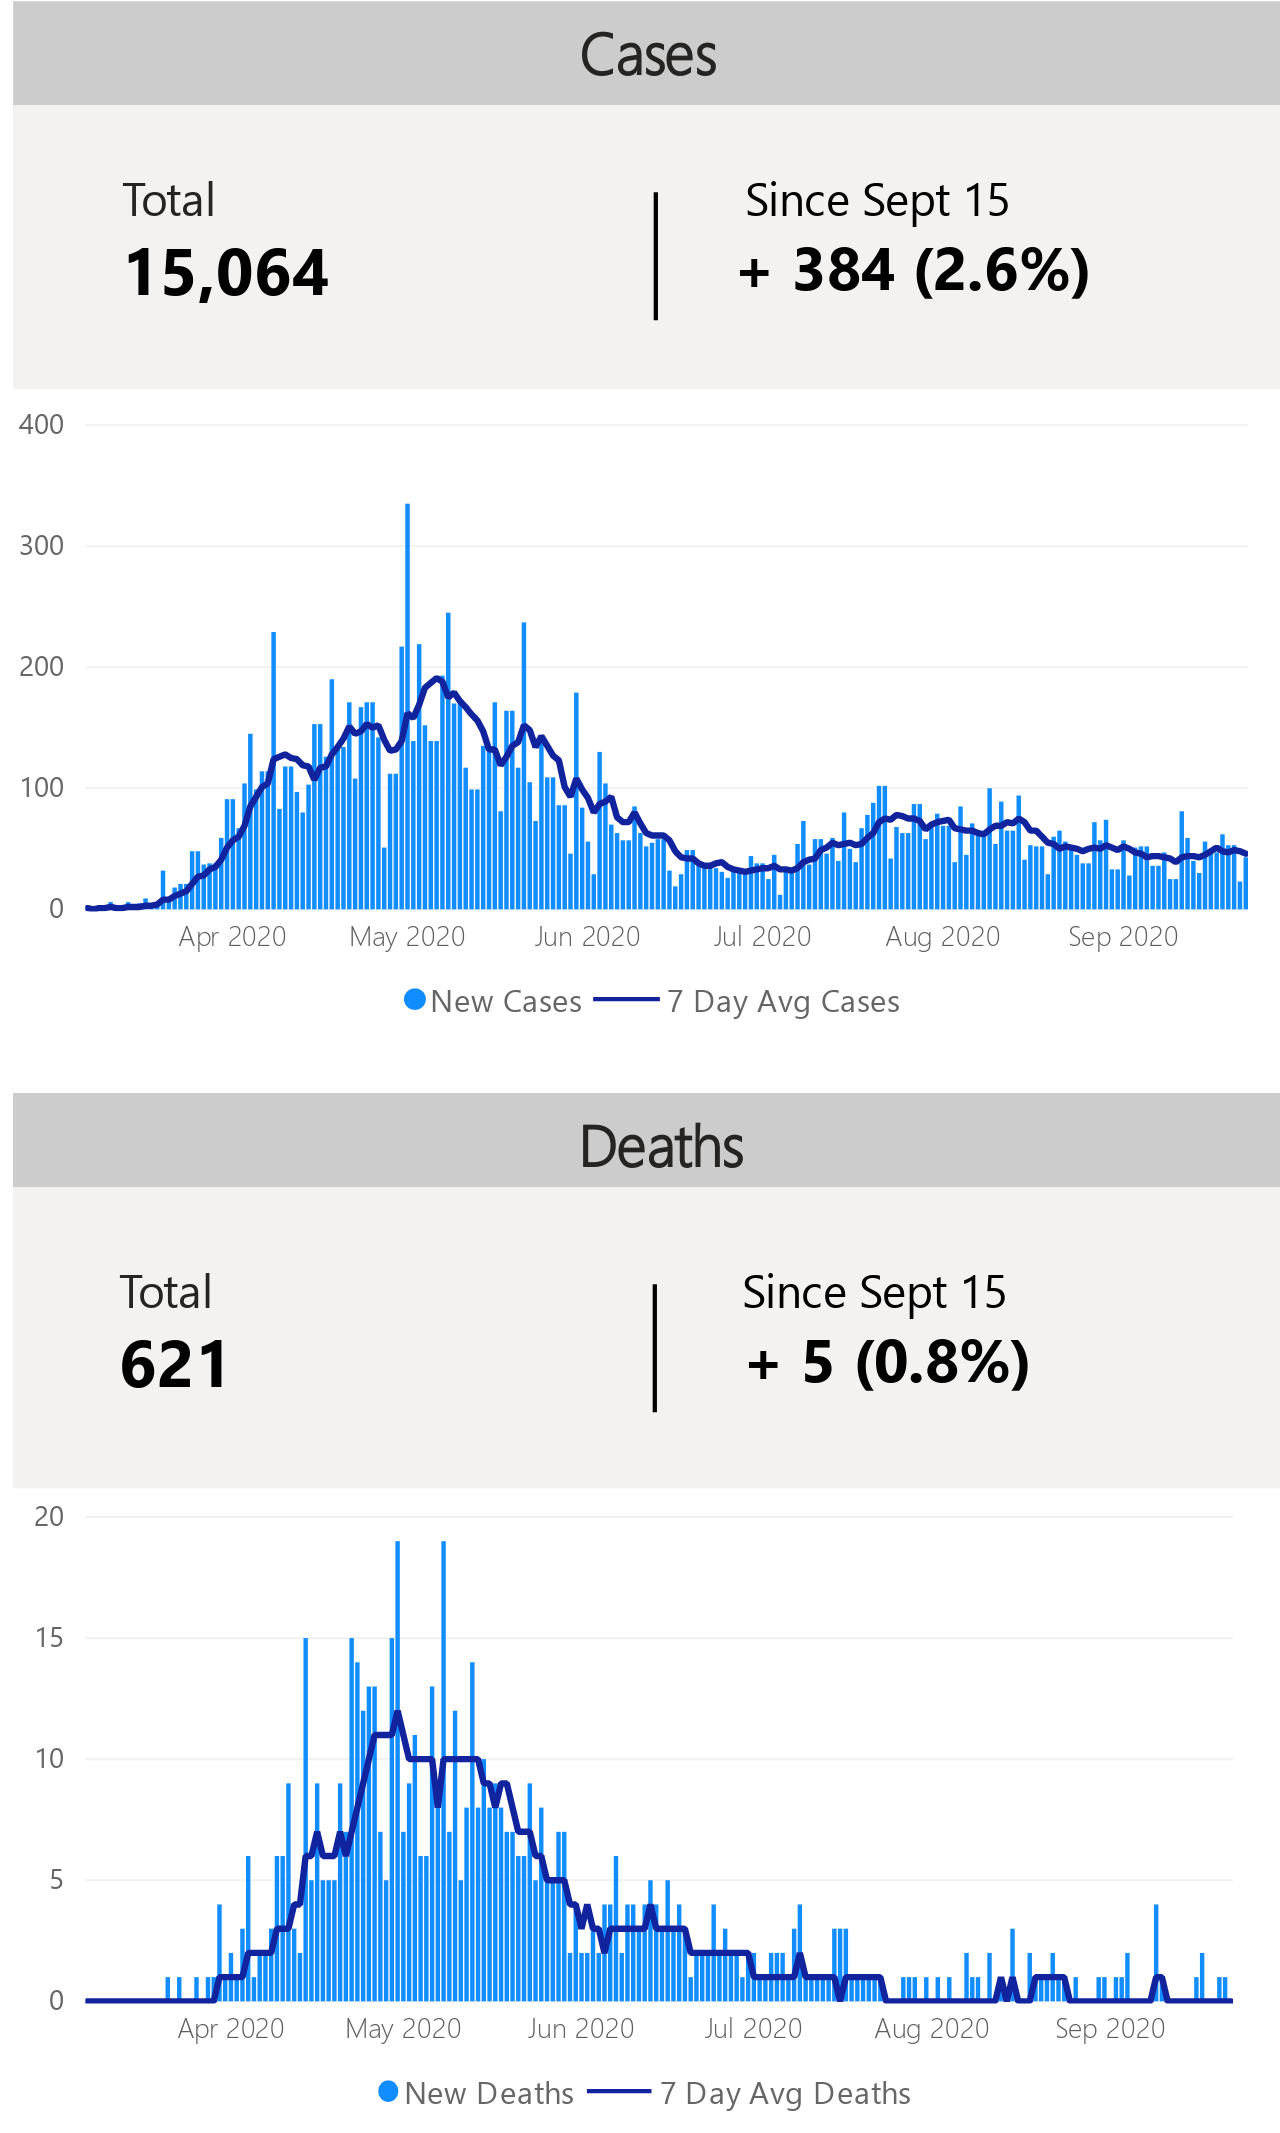 Cases
Total
Since Sept 15
15,064
+ 384 (2.6%)
400
300
200
100
0
Apr 2020 May 2020 Jun 2020 Jul 2020 Aug 2020 Sep 2020
New Cases 7 Day Avg Cases
Deaths
Total
Since Sept 15
621
+ 5 (0.8%)
20
15
10
5
0
Apr 2020 May 2020 Jun 2020 Jul 2020 Aug 2020 Sep 2020
New Deaths 7 Day Avg Deaths